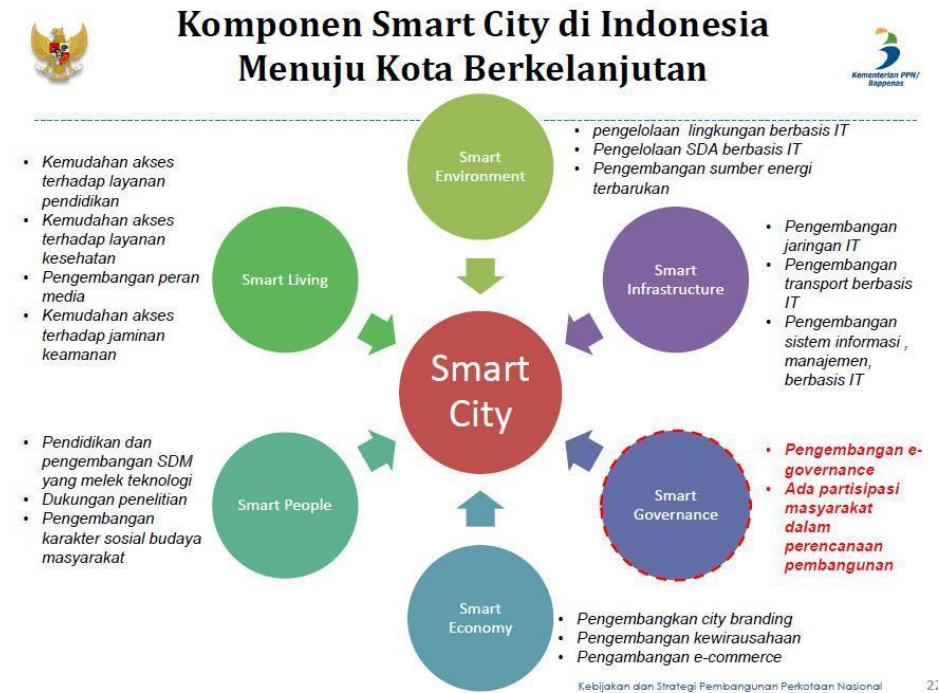 Komponen Smart City di Indonesia
Menuju Kota Berkelanjutan
Kementerian PPN/
Bappenas
Smart
Environment
• pengelolaan lingkungan berbasis IT
• Pengelolaan SDA berbasis IT
• Pengembangan sumber energi
terbarukan
• Kemudahan akses
terhadap layanan
pendidikan
• Kemudahan akses
terhadap layanan
kesehatan
• Pengembangan peran
media
• Kemudahan akses
terhadap jaminan
keamanan
Smart Living
Smart
Infrastructure
• Pengembangan
jaringan IT
• Pengembangan
transport berbasis
IT
• Pengembangan
sistem informasi ,
manajemen,
berbasis IT
Smart
City
• Pendidikan dan
pengembangan SDM
yang melek teknologi
• Dukungan penelitian
• Pengembangan
karakter sosial budaya
masyarakat
Smart People
Smart
Governance
• Pengembangan e-
governance
• Ada partisipasi
masyarakat
dalam
perencanaan
pembangunan
Smart
Economy
• Pengembangkan city branding
• Pengembangan kewirausahaan
• Pengambangan e-commerce
Kebijakan dan Strategi Pembangunan Perkotaan Nasional
22